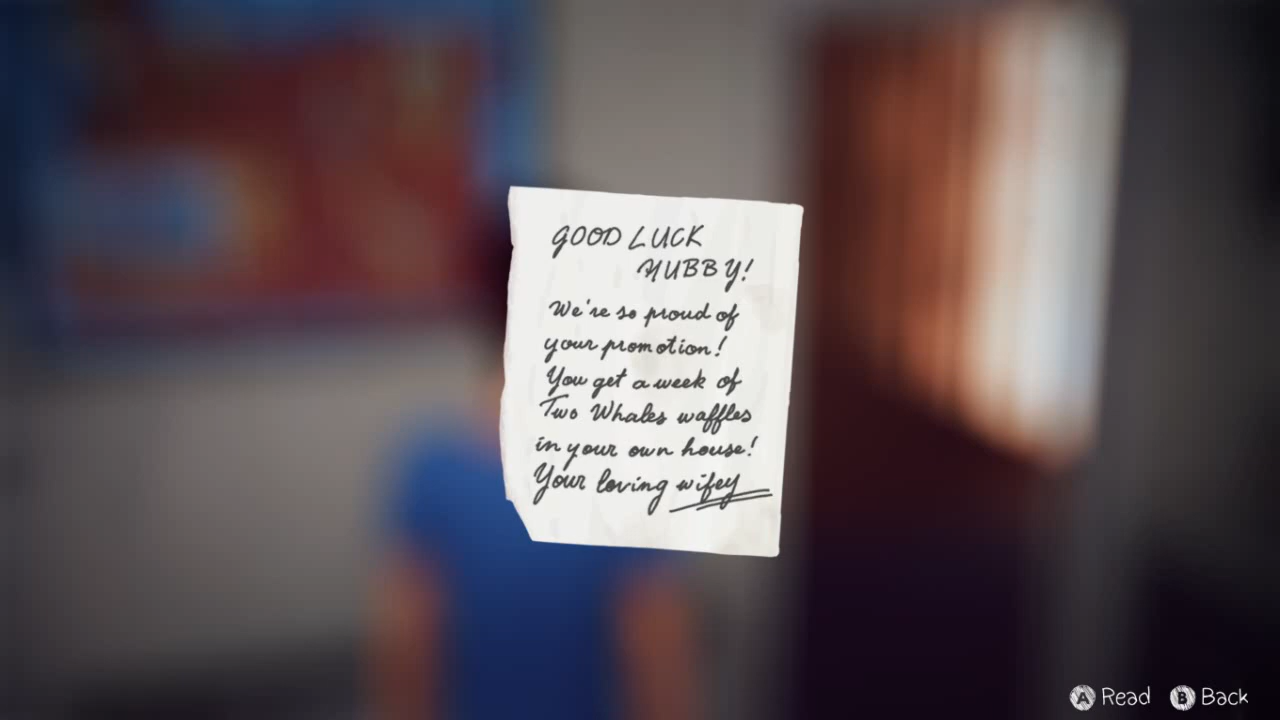 GOOD LUCK
HUBBY!
We're so proud of
your promotion!
You get a week of
Two Whales waffles
in your own house!
Your loving wifey
A Read B Back